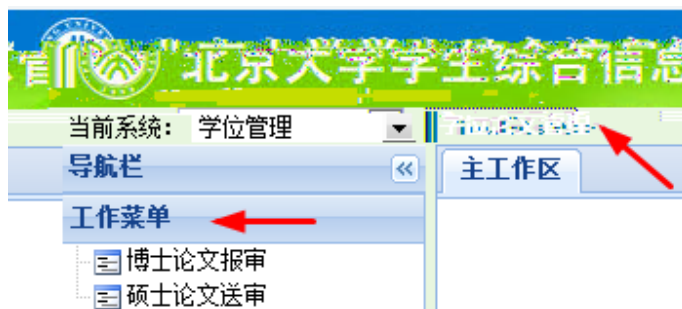 北京大学学生综合信息
当前系统： 学位管理
导航栏
主工作区
工作菜单
博士论文报审
硕士论文送审